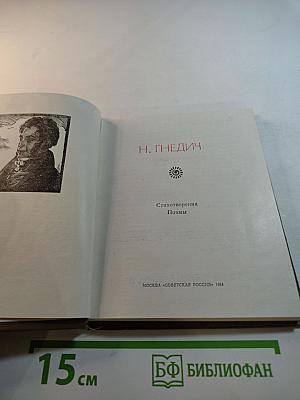 Н. ГНЕДИЧ
Стихотворения
Поэмы
МОСКВА «СОВЕТСКАЯ РОССИЯ» 1984
15 см
БФ БИБЛИОФАН